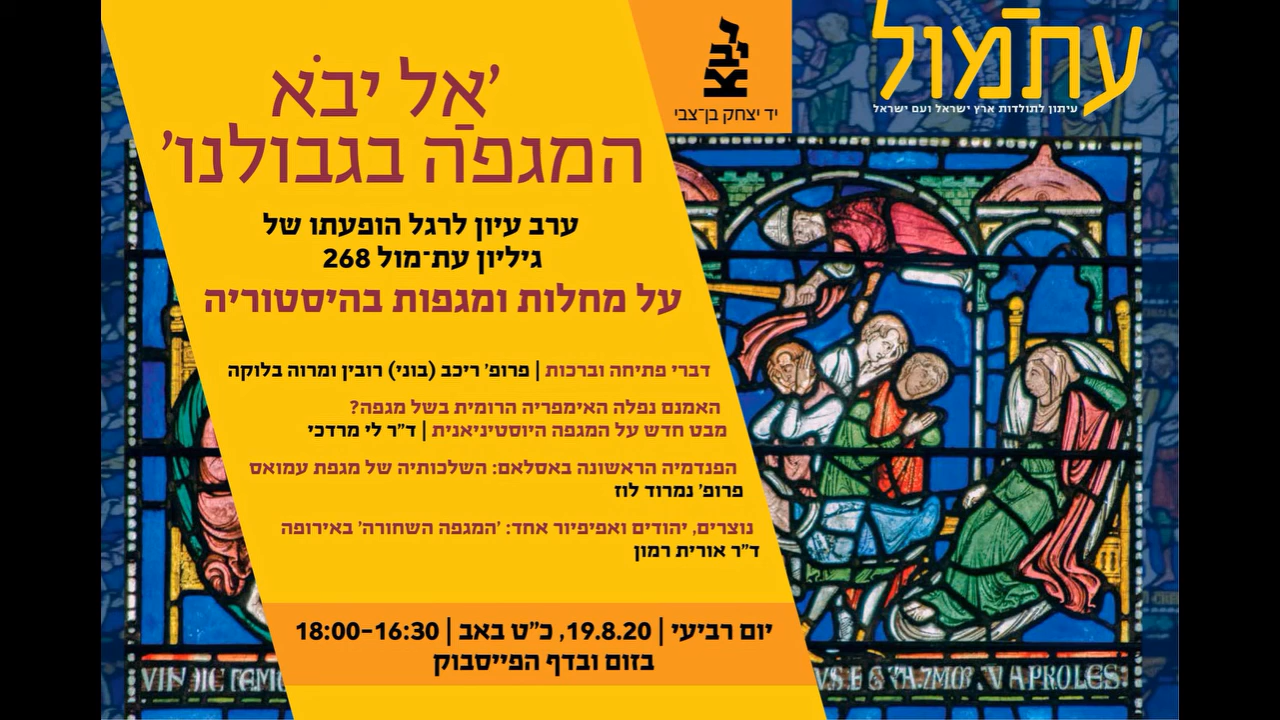 עת־מול
עיתון לתולדות ארץ ישראל ועם ישראל
יד יצחק בן־צבי
'אַל יבֹא
המגפה בגבולנו'
ערב עיון לרגל הופעתו של
גיליון עת־מול 268
על מחלות ומגפות בהיסטוריה
דברי פתיחה וברכות | פרופ' ריכב (בוני) רובין ומרוה בלוקה
האמנם נפלה האימפריה הרומית בשל מגפה?
מבט חדש על המגפה היוסטיניאנית | ד"ר לי מרדכי
הפנדמיה הראשונה באסלאם: השלכותיה של מגפת עמואס
פרופ' נמרוד לוז
נוצרים, יהודים ואפיפיור אחד: 'המגפה השחורה' באירופה
ד"ר אורית רמון
יום רביעי | 19.8.20, כ"ט באב | 16:30–18:00
בזום ובדף הפייסבוק